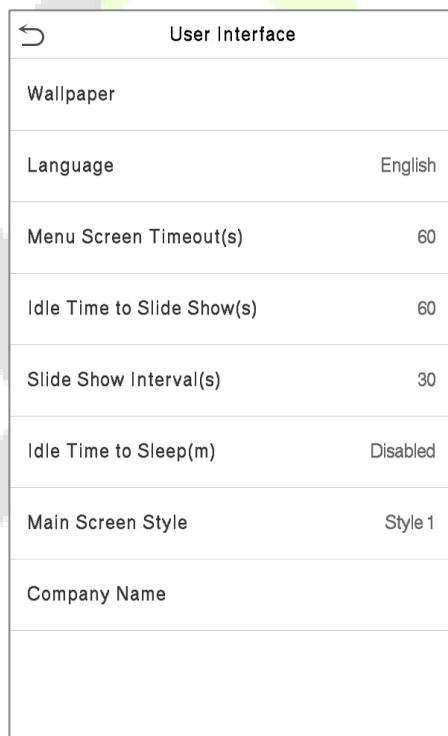 User Interface
Wallpaper
Language English
Menu Screen Timeout(s) 60
Idle Time to Slide Show(s) 60
Slide Show Interval(s) 30
Idle Time to Sleep(m) Disabled
Main Screen Style Style 1
Company Name